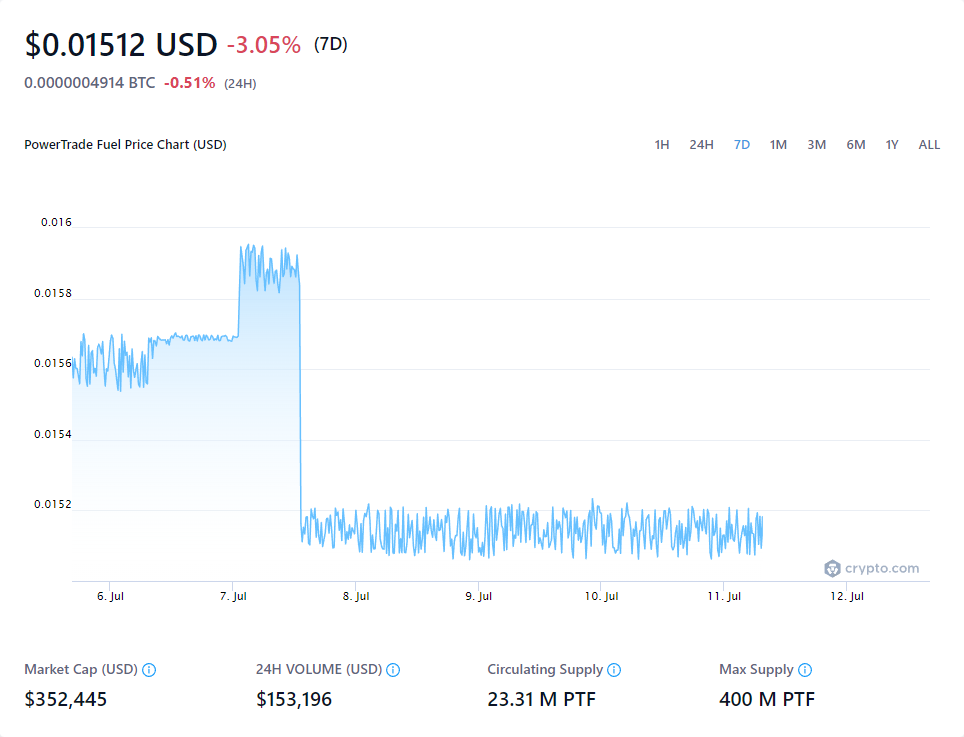 $0.01512 USD -3.05% (7D)
0.0000004914 BTC -0.51% (24H)
PowerTrade Fuel Price Chart (USD) 1H 24H 7D 1M 3M 6M 1Y ALL
0.016
0.0158
0.0156
0.0154
0.0152
crypto.com
6. Jul 7. Jul 8. Jul 9. Jul 10. Jul 11. Jul 12. Jul
Market Cap (USD) 24H VOLUME (USD) Circulating Supply Max Supply
$352,445 $153,196 23.31 M PTF 400 M PTF